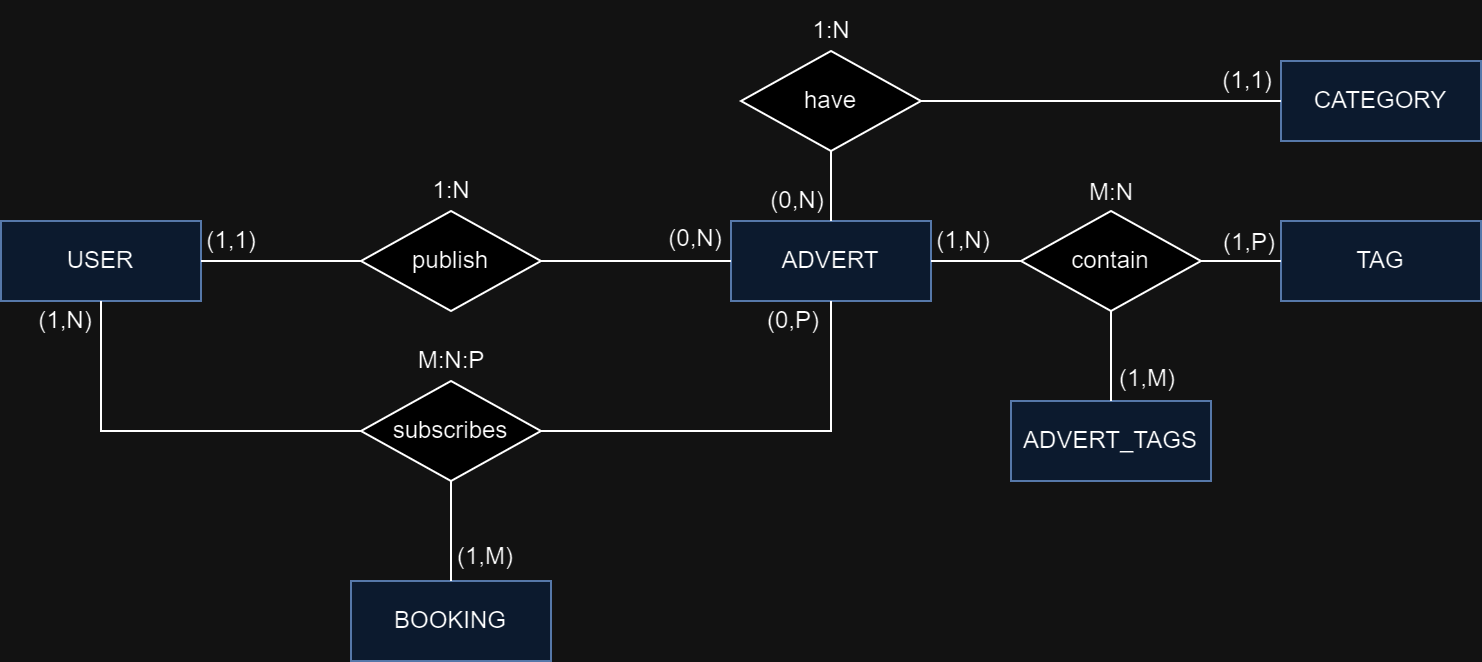 1:N
have
(1,1)
CATEGORY
(0,N)
1:N
M:N
USER
(1,1)
publish
(0,N)
ADVERT
(1,N)
contain
(1,P)
TAG
(1,N)
(0,P)
M:N:P
subscribes
(1,M)
ADVERT_TAGS
(1,M)
BOOKING